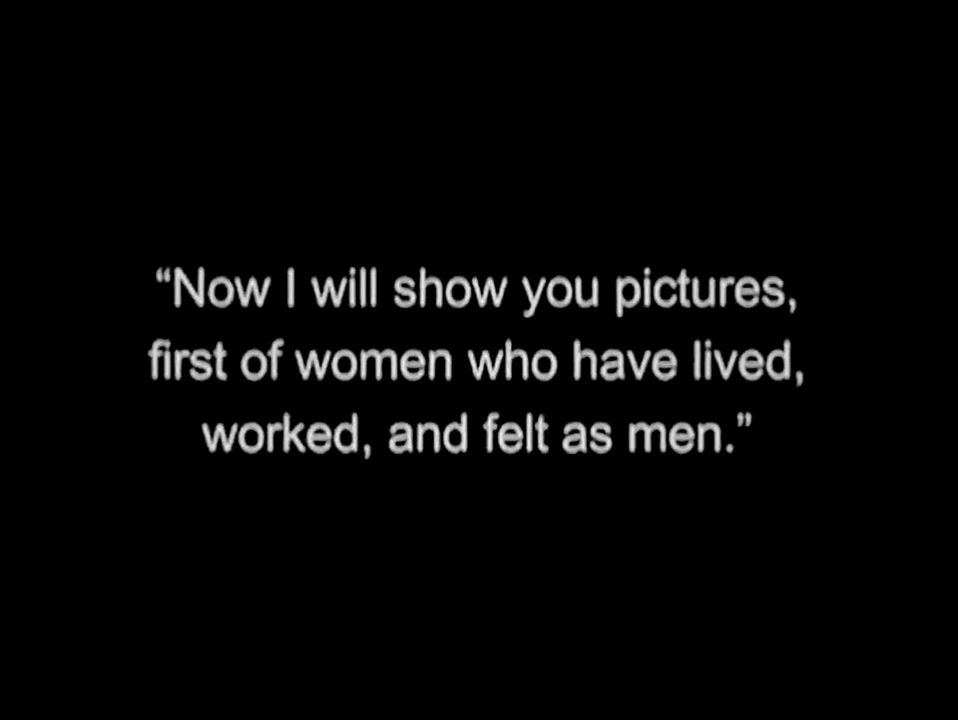 “Now I will show you pictures,
first of women who have lived,
worked, and felt as men.”